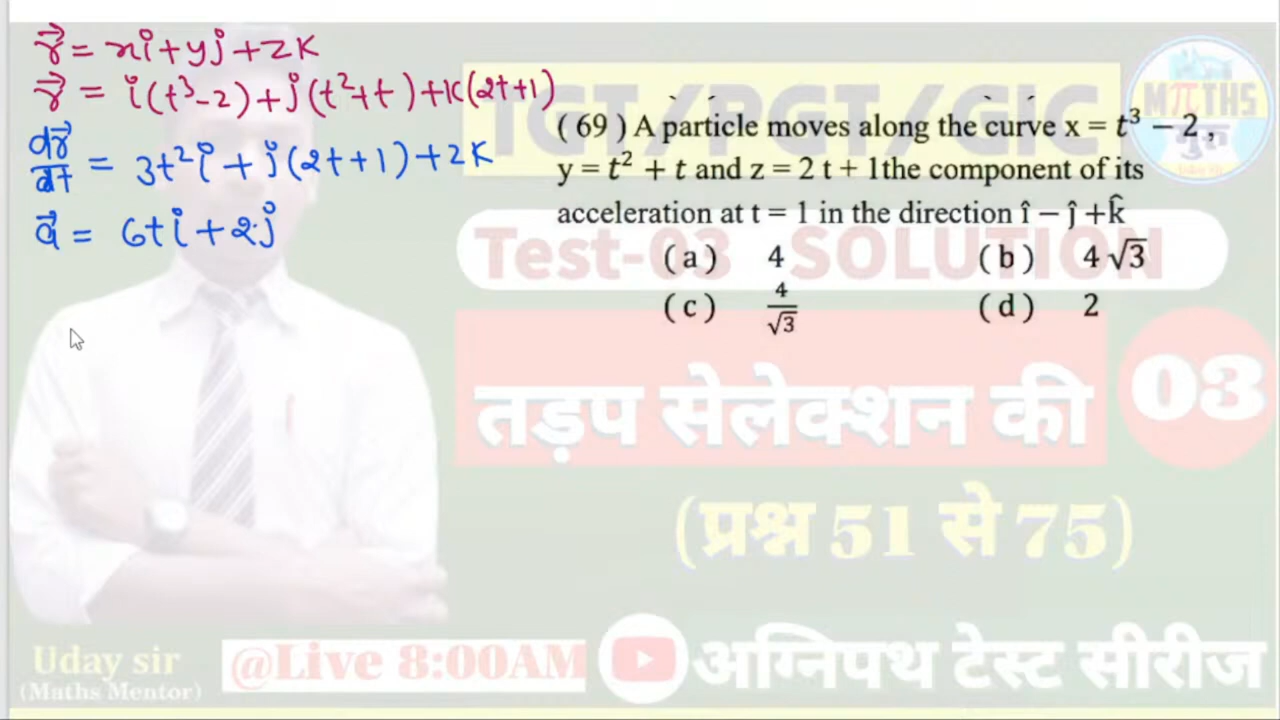 r⃗ = xi + yj + zk
r⃗ = i(t³-2) + j(t²+t) + k(2t+1)
dr⃗/dt = 3t²i + j(2t+1) + 2k
a⃗ = 6ti + 2j
TGT/PGT/GIC
MπTHS
गुरु
( 69 ) A particle moves along the curve x = t³ − 2 ,
y = t² + t and z = 2 t + 1the component of its
acceleration at t = 1 in the direction î − ĵ +k̂
Test-03 SOLUTION
( a ) 4 ( b ) 4 √3
( c ) 4/√3 ( d ) 2
तड़प सेलेक्शन की
03
(प्रश्न 51 से 75)
Uday sir
(Maths Mentor)
@Live 8:00AM
अग्निपथ टेस्ट सीरीज